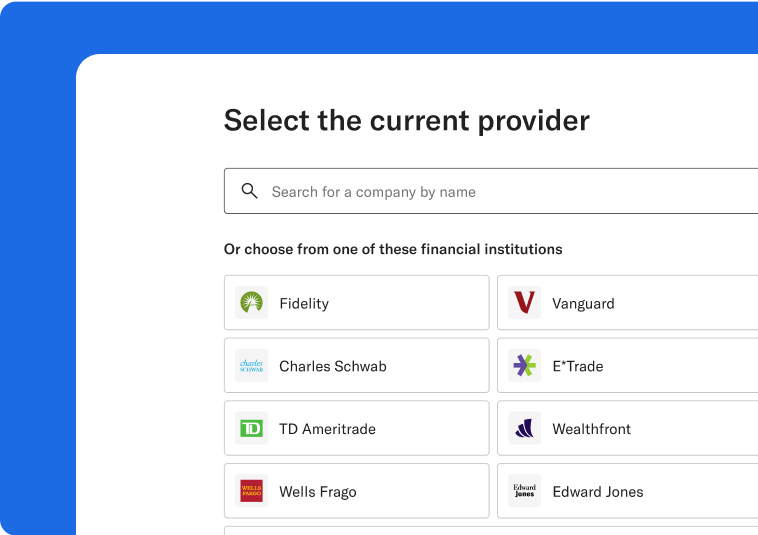 Select the current provider
Search for a company by name
Or choose from one of these financial institutions
Fidelity
Vanguard
charles
SCHWAB
Charles Schwab
E*Trade
TD
TD Ameritrade
Wealthfront
WELLS
FARGO
Wells Frago
Edward
Jones
Edward Jones